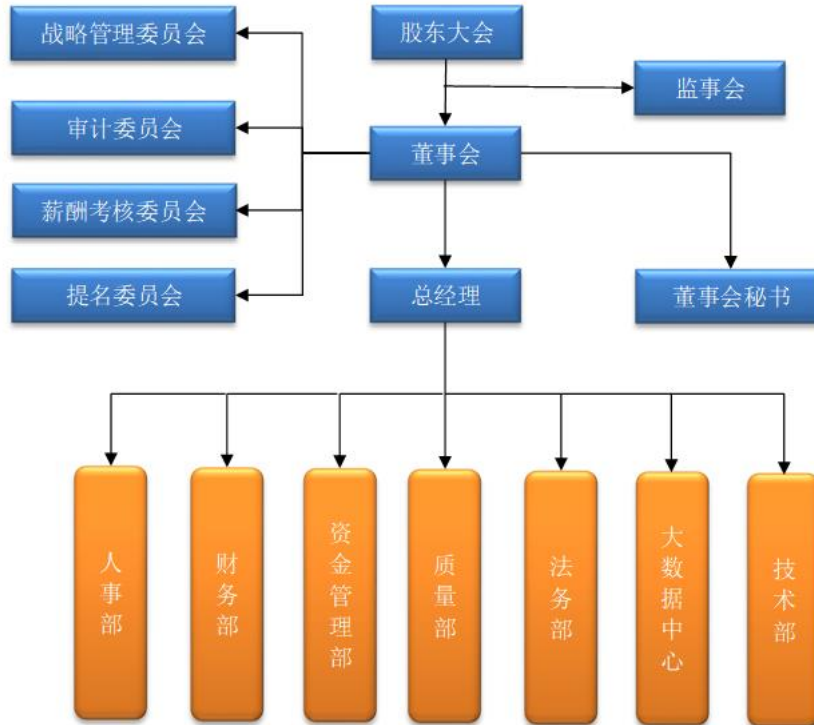 战略管理委员会
股东大会
监事会
审计委员会
董事会
薪酬考核委员会
提名委员会
总经理
董事会秘书
人事部
财务部
资金管理部
质量部
法务部
大数据中心
技术部